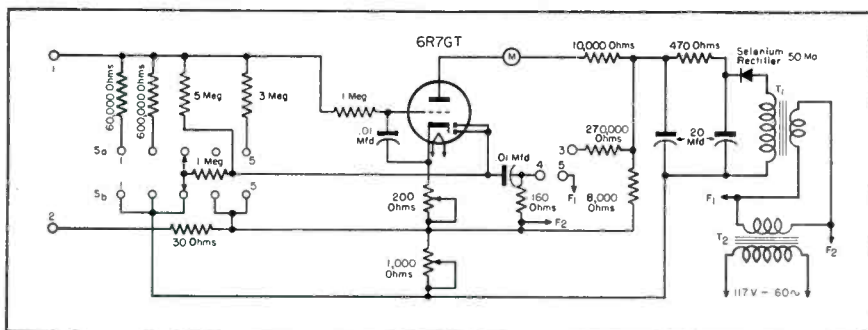 6R7GT
1
60,000 Ohms
600,000 Ohms
5 Meg
3 Meg
1 Meg
.01
Mfd
M
10,000 Ohms
470 Ohms
Selenium
Rectifier
50 Ma
T1
20
Mfd
Sa
1
5
1 Meg
Sb
1
5
2
30 Ohms
200
Ohms
1,000
Ohms
.01 Mfd
4
5
3
270,000
Ohms
160
Ohms
F1
F2
8,000
Ohms
F1
T2
F2
117V - 60~